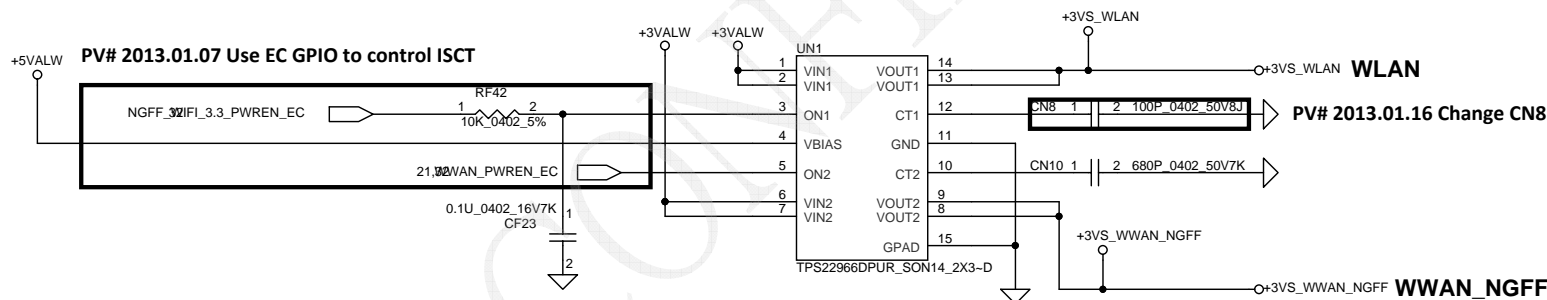 +3VS_WLAN
+3VALW +3VALW
+5VALW PV# 2013.01.07 Use EC GPIO to control ISCT
UN1
1 VIN1 VOUT1 14
2 VIN1 VOUT1 13
+3VS_WLAN WLAN
RF42
NGFF_WIFI_3.3_PWREN_EC 32 1 2
10K_0402_5%
3 ON1 CT1 12
CN8 1 2 100P_0402_50V8J
PV# 2013.01.16 Change CN8
4 VBIAS GND 11
21,32 WWAN_PWREN_EC
5 ON2 CT2 10
CN10 1 2 680P_0402_50V7K
6 VIN2 VOUT2 9
7 VIN2 VOUT2 8
0.1U_0402_16V7K 1
CF23
2
+3VS_WWAN_NGFF
GPAD 15
TPS22966DPUR_SON14_2X3~D
+3VS_WWAN_NGFF WWAN_NGFF